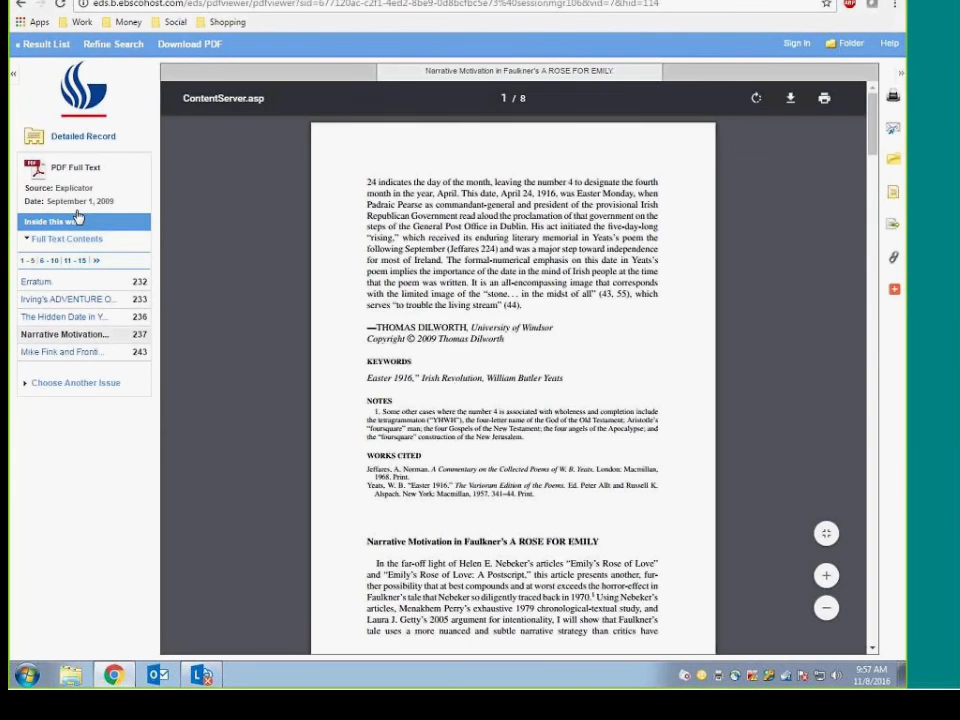 eds.b.ebscohost.com/eds/pdfviewer/pdfviewer?sid=677120ac-c2f1-4ed2-8be9-0d8bcfbc5e73%40sessionmgr106&vid=7&hid=114
Apps Work Money Social Shopping
« Result List Refine Search Download PDF Sign In Folder Help
Narrative Motivation in Faulkner's A ROSE FOR EMILY.
ContentServer.asp 1 / 8
Detailed Record
PDF Full Text
Source: Explicator
Date: September 1, 2009
Inside this
Full Text Contents
1 - 5 | 6 - 10 | 11 - 15 | »
Erratum 232
Irving's ADVENTURE O... 233
The Hidden Date in Y... 236
Narrative Motivation... 237
Mike Fink and Fronti... 243
Choose Another Issue
24 indicates the day of the month, leaving the number 4 to designate the fourth
month in the year, April. This date, April 24, 1916, was Easter Monday, when
Padraic Pearse as commandant-general and president of the provisional Irish
Republican Government read aloud the proclamation of that government on the
steps of the General Post Office in Dublin. His act initiated the five-day-long
“rising,” which received its enduring literary memorial in Yeats's poem the
following September (Jeffares 224) and was a major step toward independence
for most of Ireland. The formal-numerical emphasis on this date in Yeats's
poem implies the importance of the date in the mind of Irish people at the time
that the poem was written. It is an all-encompassing image that corresponds
with the limited image of the “stone. . . in the midst of all” (43, 55), which
serves “to trouble the living stream” (44).
—THOMAS DILWORTH, University of Windsor
Copyright © 2009 Thomas Dilworth
KEYWORDS
Easter 1916,” Irish Revolution, William Butler Yeats
NOTES
1. Some other cases where the number 4 is associated with wholeness and completion include
the tetragrammaton (“YHWH”), the four-letter name of the God of the Old Testament; Aristotle's
“foursquare” man; the four Gospels of the New Testament; the four angels of the Apocalypse; and
the “foursquare” construction of the New Jerusalem.
WORKS CITED
Jeffares, A. Norman. A Commentary on the Collected Poems of W. B. Yeats. London: Macmillan,
1968. Print.
Yeats, W. B. “Easter 1916.” The Variorum Edition of the Poems. Ed. Peter Allt and Russell K.
Alspach. New York: Macmillan, 1957. 341–44. Print.
Narrative Motivation in Faulkner's A ROSE FOR EMILY
In the far-off light of Helen E. Nebeker's articles “Emily's Rose of Love”
and “Emily's Rose of Love: A Postscript,” this article presents another, fur-
ther possibility that at best compounds and at worst exceeds the horror-effect in
Faulkner's tale that Nebeker so diligently traced back in 1970.1 Using Nebeker's
articles, Menakhem Perry's exhaustive 1979 chronological-textual study, and
Laura J. Getty's 2005 argument for intentionality, I will show that Faulkner's
tale uses a more nuanced and subtle narrative strategy than critics have
9:57 AM
11/8/2016